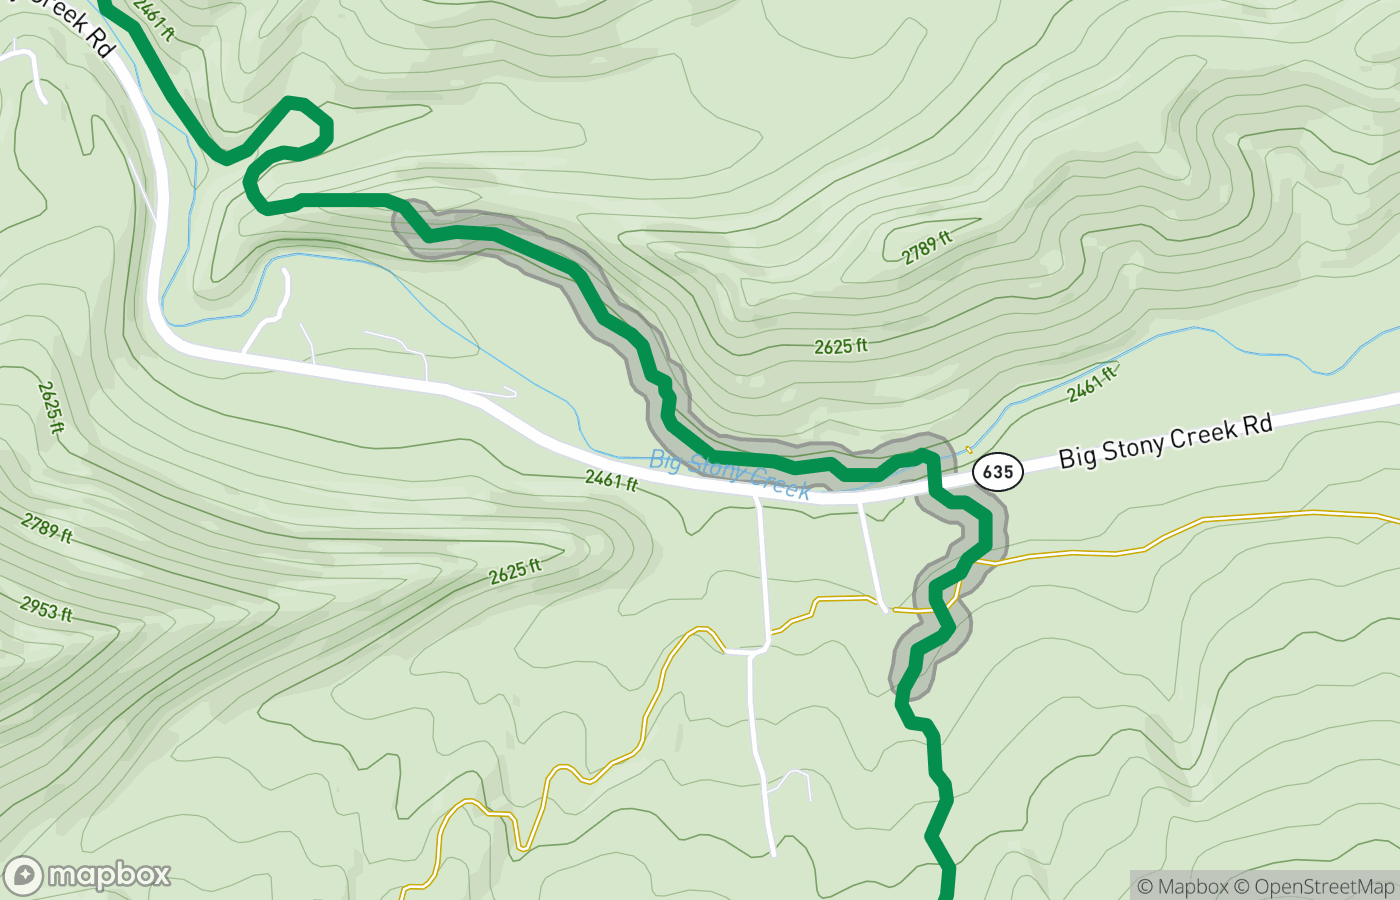 y Creek Rd
2461 ft
2789 ft
2625 ft
2461 ft
2625 ft
Big Stony Creek Rd
635
Big Stony Creek
2461 ft
2789 ft
2625 ft
2953 ft
mapbox
© Mapbox © OpenStreetMap